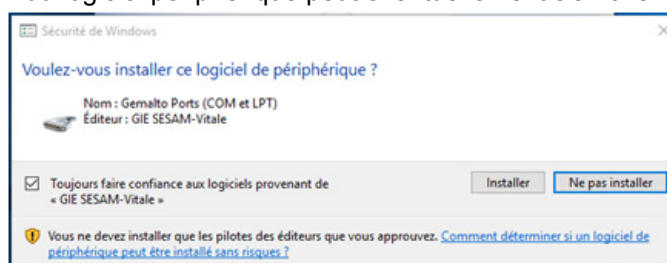 Sécurité de Windows
Voulez-vous installer ce logiciel de périphérique ?
Nom : Gemalto Ports (COM et LPT)
Éditeur : GIE SESAM-Vitale
Toujours faire confiance aux logiciels provenant de
« GIE SESAM-Vitale »
Installer
Ne pas installer
Vous ne devez installer que les pilotes des éditeurs que vous approuvez. Comment déterminer si un logiciel de
périphérique peut être installé sans risques ?